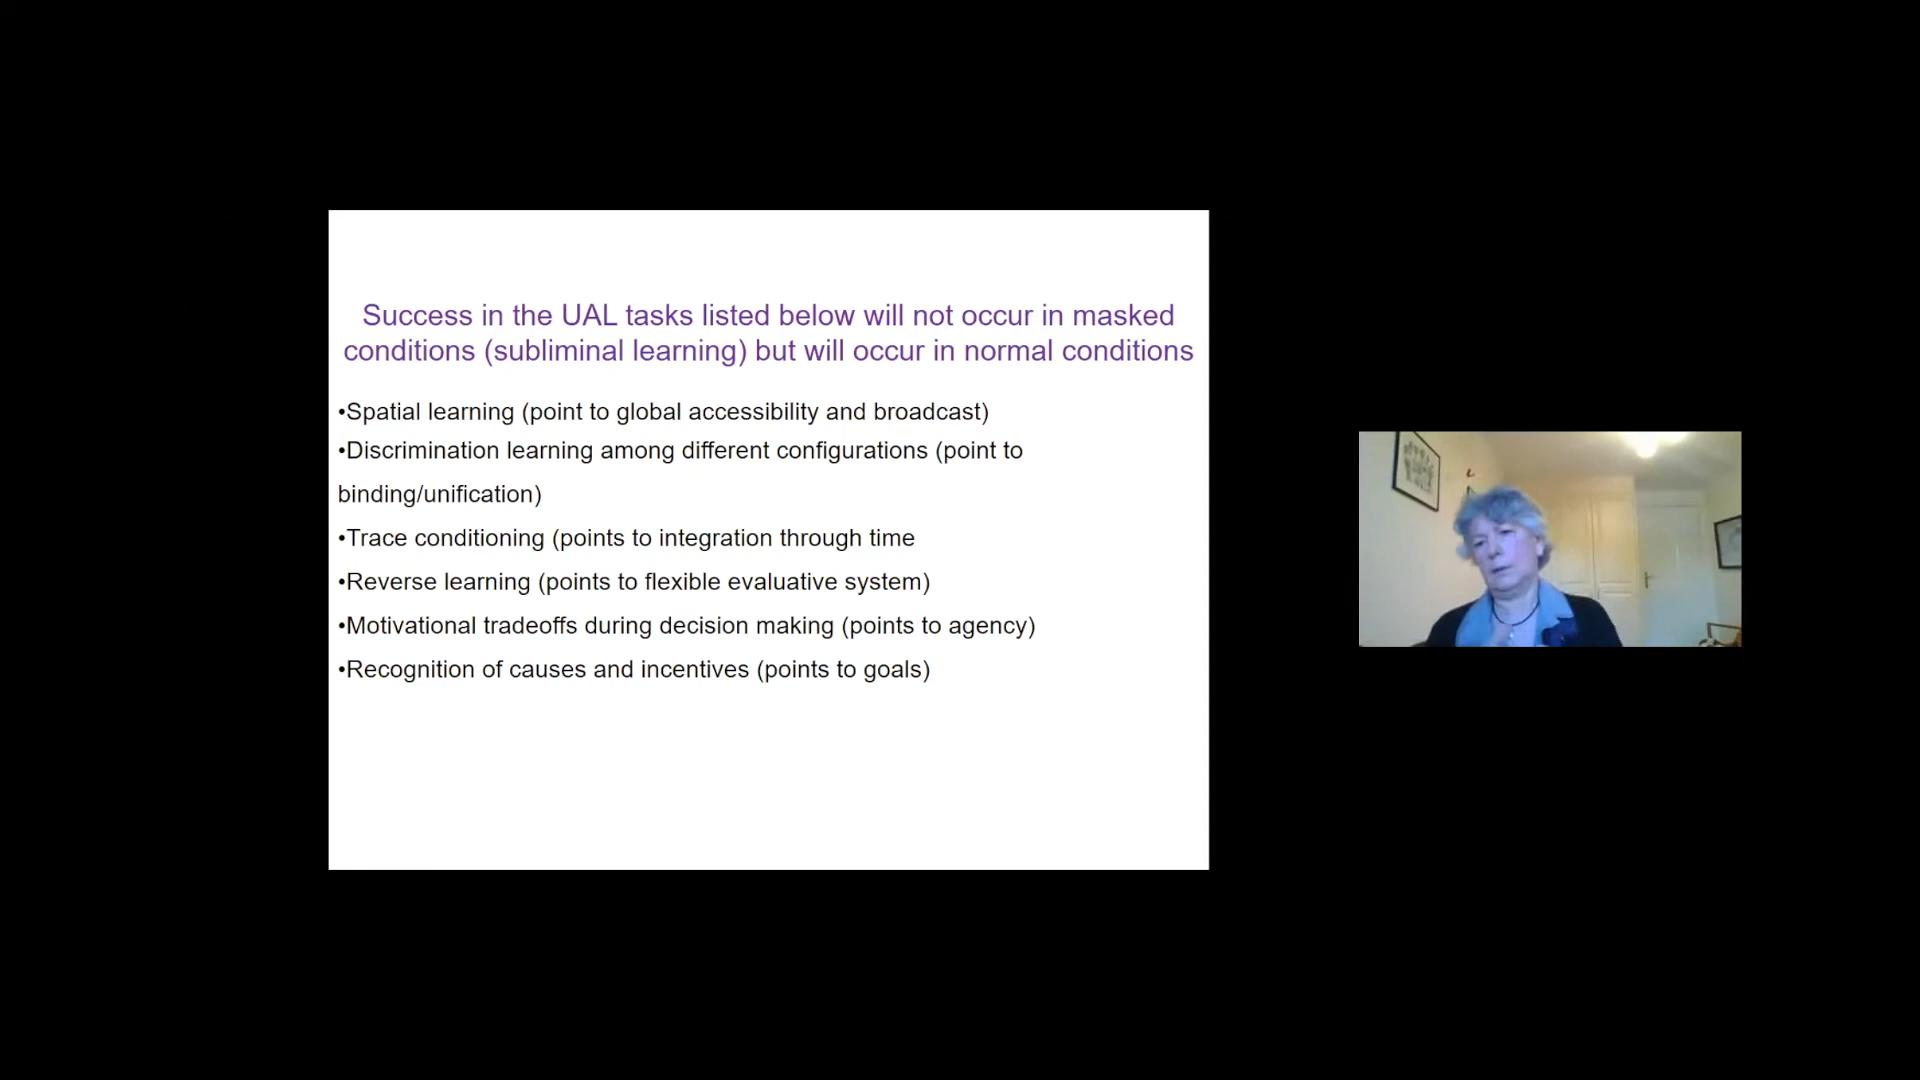 Success in the UAL tasks listed below will not occur in masked
conditions (subliminal learning) but will occur in normal conditions
•Spatial learning (point to global accessibility and broadcast)
•Discrimination learning among different configurations (point to
binding/unification)
•Trace conditioning (points to integration through time
•Reverse learning (points to flexible evaluative system)
•Motivational tradeoffs during decision making (points to agency)
•Recognition of causes and incentives (points to goals)